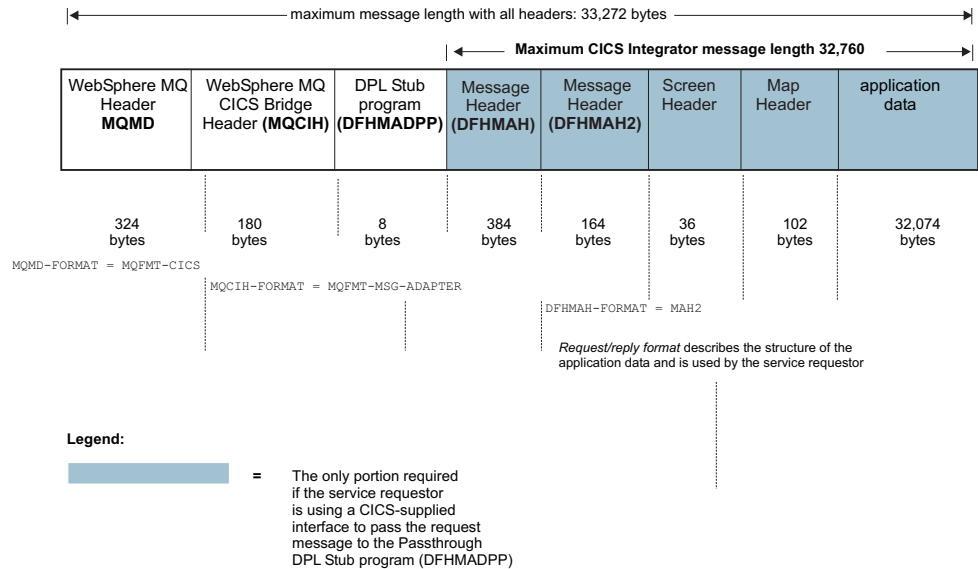 maximum message length with all headers: 33,272 bytes
Maximum CICS Integrator message length 32,760
WebSphere MQ
Header
MQMD
WebSphere MQ
CICS Bridge
Header (MQCIH)
DPL Stub
program
(DFHMADPP)
Message
Header
(DFHMAH)
Message
Header
(DFHMAH2)
Screen
Header
Map
Header
application
data
324
bytes
180
bytes
8
bytes
384
bytes
164
bytes
36
bytes
102
bytes
32,074
bytes
MQMD-FORMAT = MQFMT-CICS
MQCIH-FORMAT = MQFMT-MSG-ADAPTER
DFHMAH-FORMAT = MAH2
Request/reply format describes the structure of the
application data and is used by the service requestor
Legend:
=
The only portion required
if the service requestor
is using a CICS-supplied
interface to pass the request
message to the Passthrough
DPL Stub program (DFHMADPP)